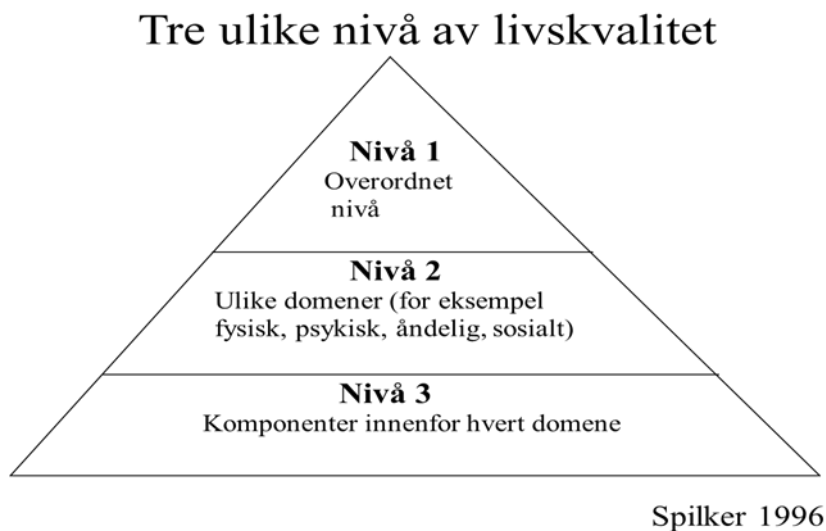 Tre ulike nivå av livskvalitet
Nivå 1
Overordnet
nivå
Nivå 2
Ulike domener (for eksempel
fysisk, psykisk, åndelig, sosialt)
Nivå 3
Komponenter innenfor hvert domene
Spilker 1996